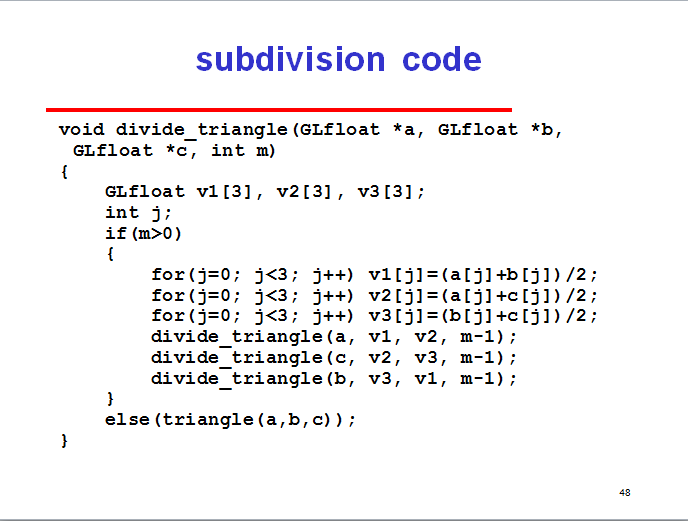 subdivision code
void divide_triangle(GLfloat *a, GLfloat *b,
GLfloat *c, int m)
{
GLfloat v1[3], v2[3], v3[3];
int j;
if(m>0)
{
for(j=0; j<3; j++) v1[j]=(a[j]+b[j])/2;
for(j=0; j<3; j++) v2[j]=(a[j]+c[j])/2;
for(j=0; j<3; j++) v3[j]=(b[j]+c[j])/2;
divide_triangle(a, v1, v2, m-1);
divide_triangle(c, v2, v3, m-1);
divide_triangle(b, v3, v1, m-1);
}
else(triangle(a,b,c));
}
48